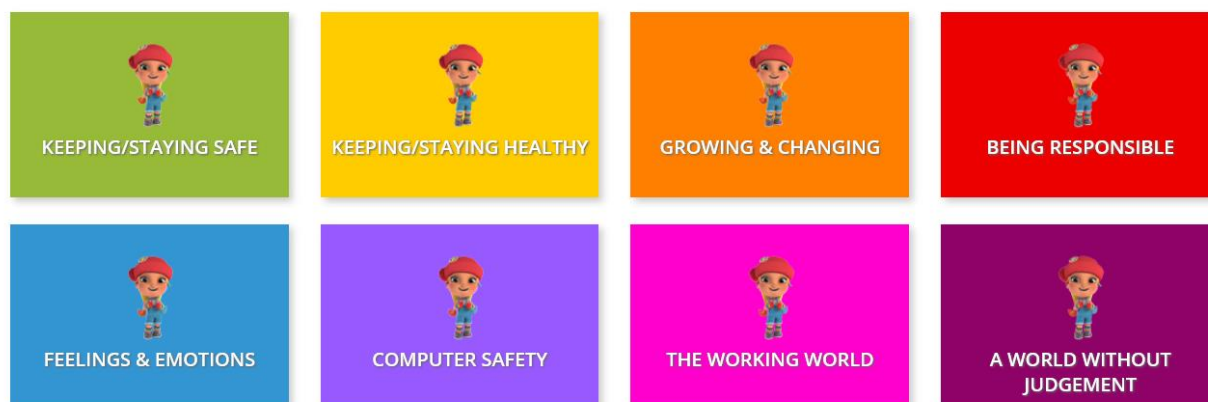 KEEPING/STAYING SAFE
KEEPING/STAYING HEALTHY
GROWING & CHANGING
BEING RESPONSIBLE
FEELINGS & EMOTIONS
COMPUTER SAFETY
THE WORKING WORLD
A WORLD WITHOUT
JUDGEMENT